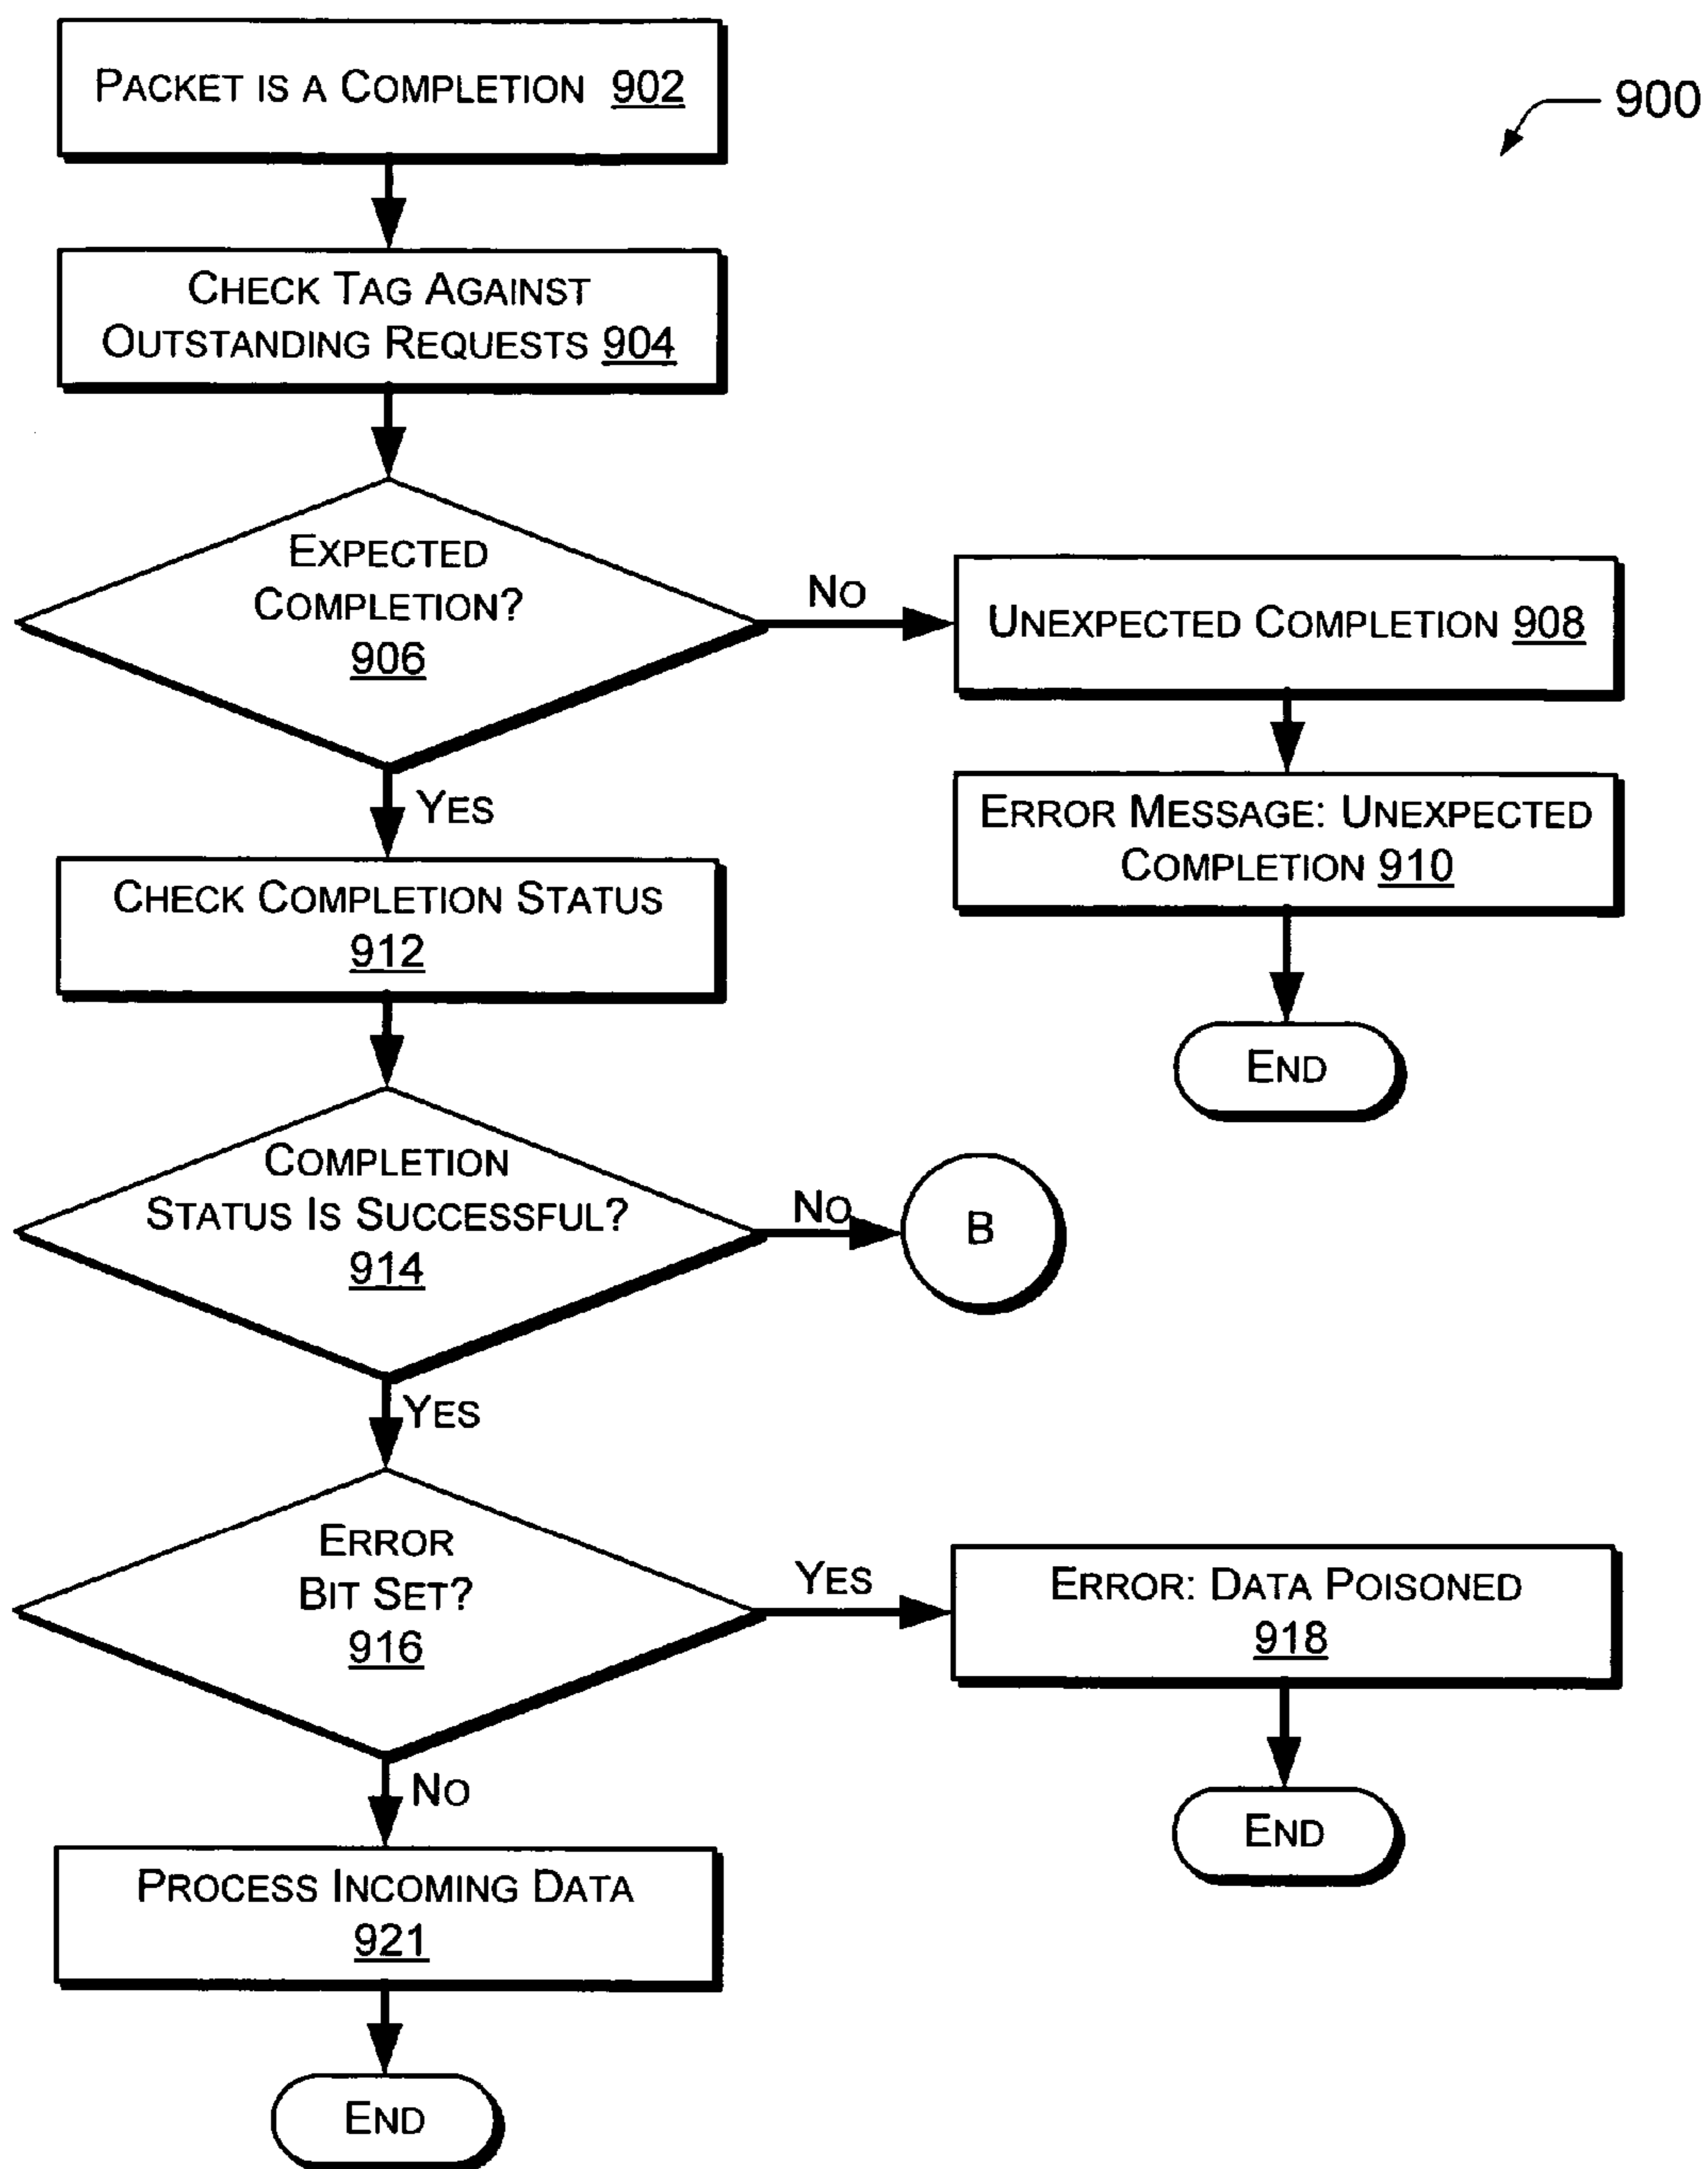 PACKET IS A COMPLETION 902
900
CHECK TAG AGAINST
OUTSTANDING REQUESTS 904
EXPECTED
COMPLETION?
906
NO
UNEXPECTED COMPLETION 908
YES
ERROR MESSAGE: UNEXPECTED
COMPLETION 910
CHECK COMPLETION STATUS
912
END
COMPLETION
STATUS IS SUCCESSFUL?
914
NO
B
YES
ERROR
BIT SET?
916
YES
ERROR: DATA POISONED
918
NO
END
PROCESS INCOMING DATA
921
END